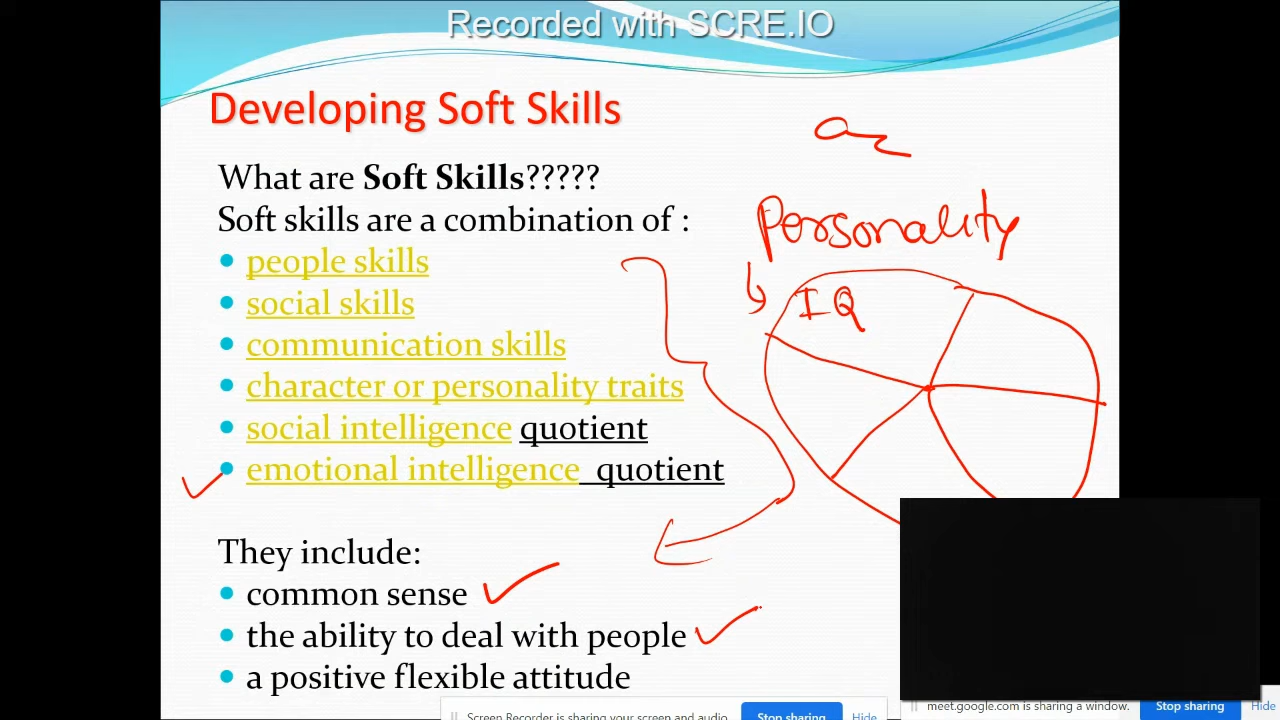 Recorded with SCRE.IO
Developing Soft Skills
What are Soft Skills?????
Soft skills are a combination of :
people skills
social skills
communication skills
character or personality traits
social intelligence quotient
emotional intelligence quotient
Personality
IQ
They include:
common sense
the ability to deal with people
a positive flexible attitude
Screen Recorder is sharing your screen and audio.
Stop sharing
Hide
meet.google.com is sharing a window.
Stop sharing
Hide